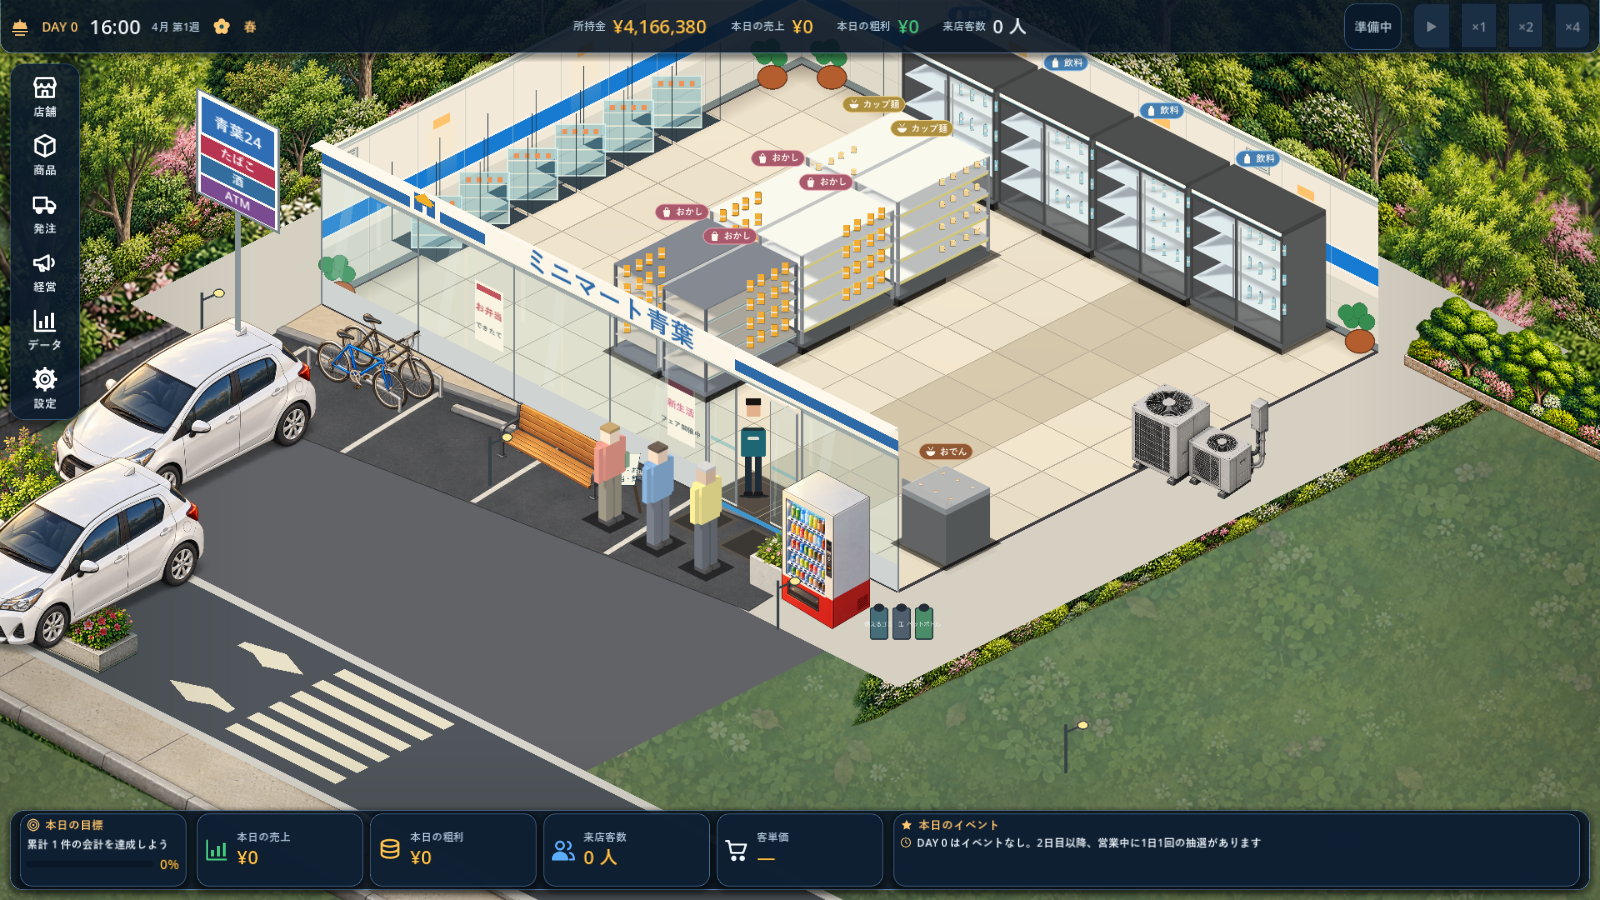 DAY 0 16:00 4月 第1週 春
所持金 ¥4,166,380 本日の売上 ¥0 本日の粗利 ¥0 来店客数 0 人
準備中 ×1 ×2 ×4
店舗
商品
発注
経営
データ
設定
青葉24
たばこ
酒
ATM
飲料
飲料
飲料
カップ麺
カップ麺
おかし
おかし
おかし
おかし
ミニマート青葉
お弁当
できたて
新生活
おでん
本日の目標
累計 1 件の会計を達成しよう
0%
本日の売上
¥0
本日の粗利
¥0
来店客数
0 人
客単価
—
本日のイベント
DAY 0 はイベントなし。2日目以降、営業中に1日1回の抽選があります